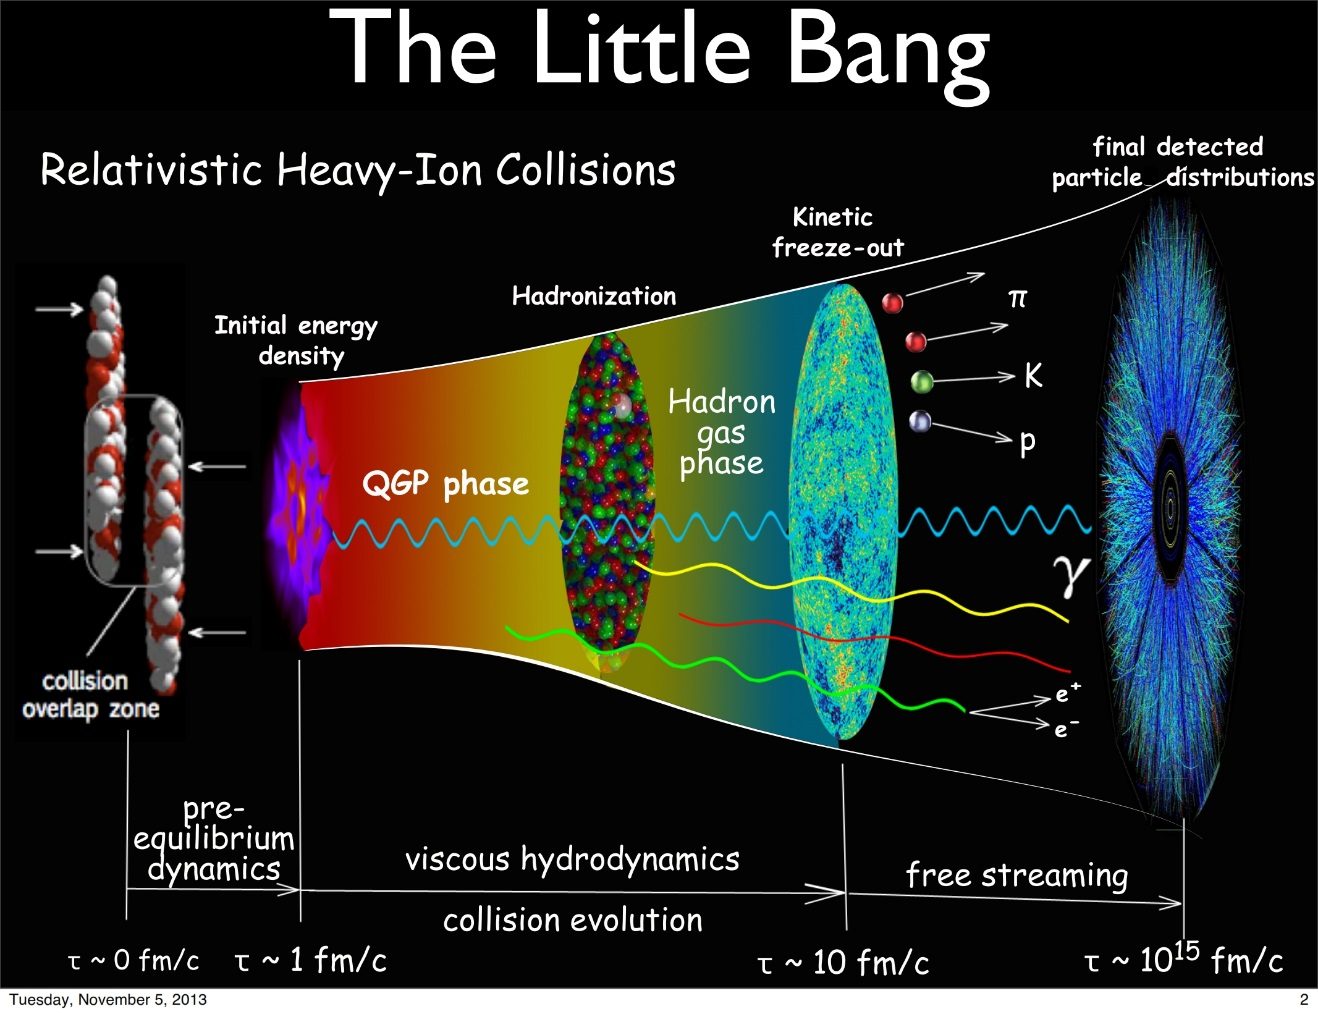 The Little Bang
Relativistic Heavy-Ion Collisions
final detected
particle distributions
Kinetic
freeze-out
Hadronization
Initial energy
density
π
K
p
Hadron
gas
phase
QGP phase
γ
e⁺
e⁻
collision
overlap zone
pre-
equilibrium
dynamics
viscous hydrodynamics
collision evolution
free streaming
τ ~ 0 fm/c
τ ~ 1 fm/c
τ ~ 10 fm/c
τ ~ 10¹⁵ fm/c
Tuesday, November 5, 2013
2